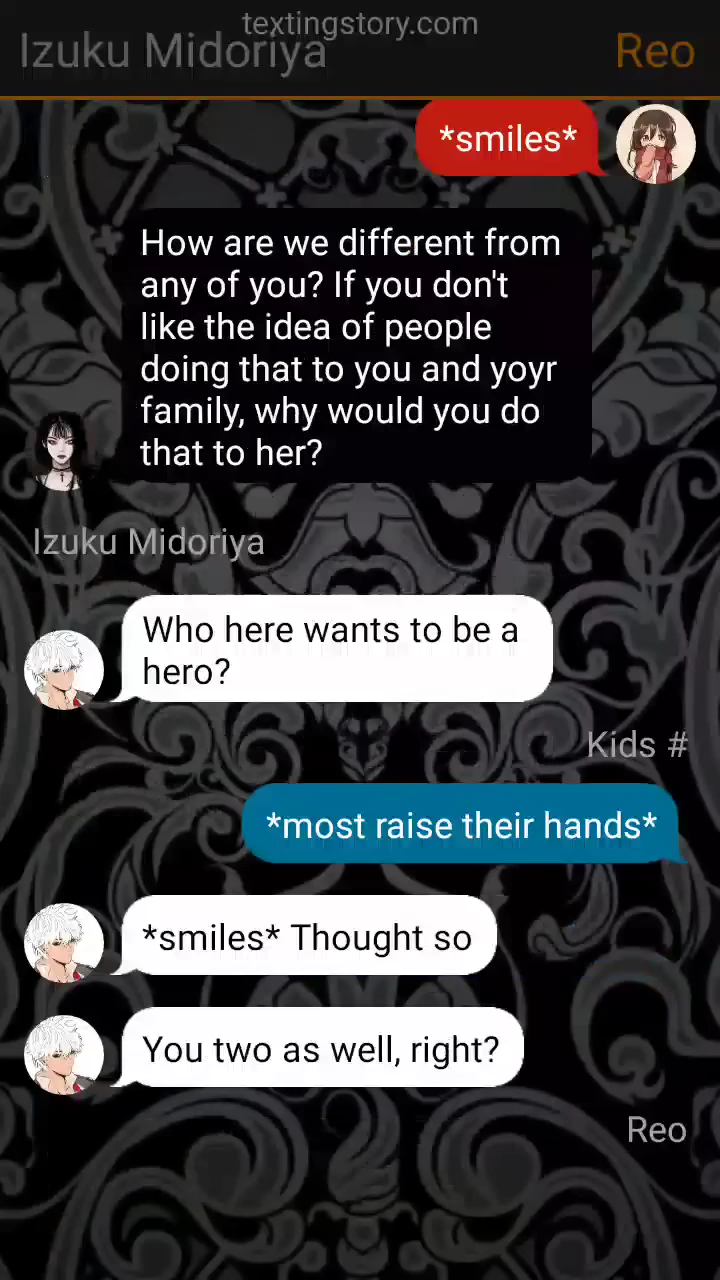 textingstory.com
Izuku Midoriya
Reo
*smiles*
How are we different from
any of you? If you don't
like the idea of people
doing that to you and yoyr
family, why would you do
that to her?
Izuku Midoriya
Who here wants to be a
hero?
Kids #
*most raise their hands*
*smiles* Thought so
You two as well, right?
Reo